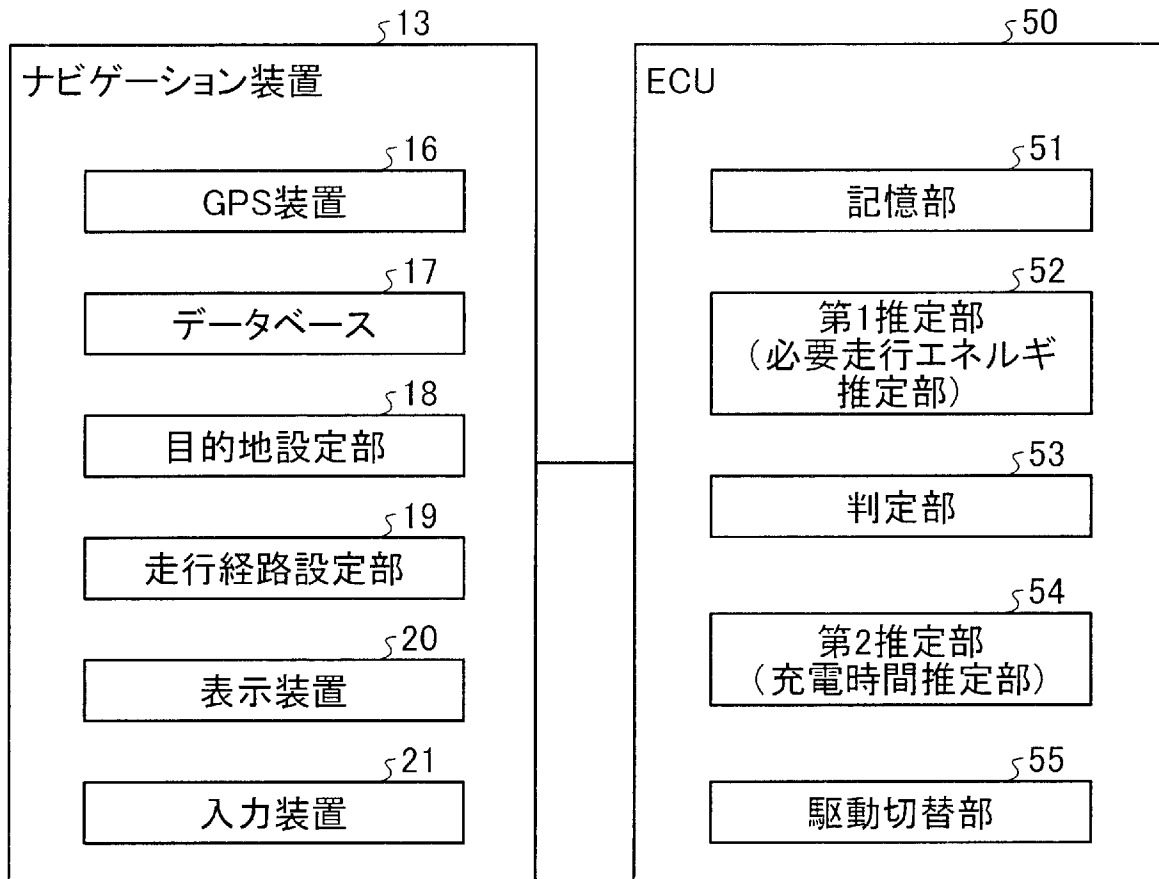 13
ナビゲーション装置
16
GPS装置
17
データベース
18
目的地設定部
19
走行経路設定部
20
表示装置
21
入力装置
50
ECU
51
記憶部
52
第1推定部
（必要走行エネルギ
推定部）
53
判定部
54
第2推定部
（充電時間推定部）
55
駆動切替部